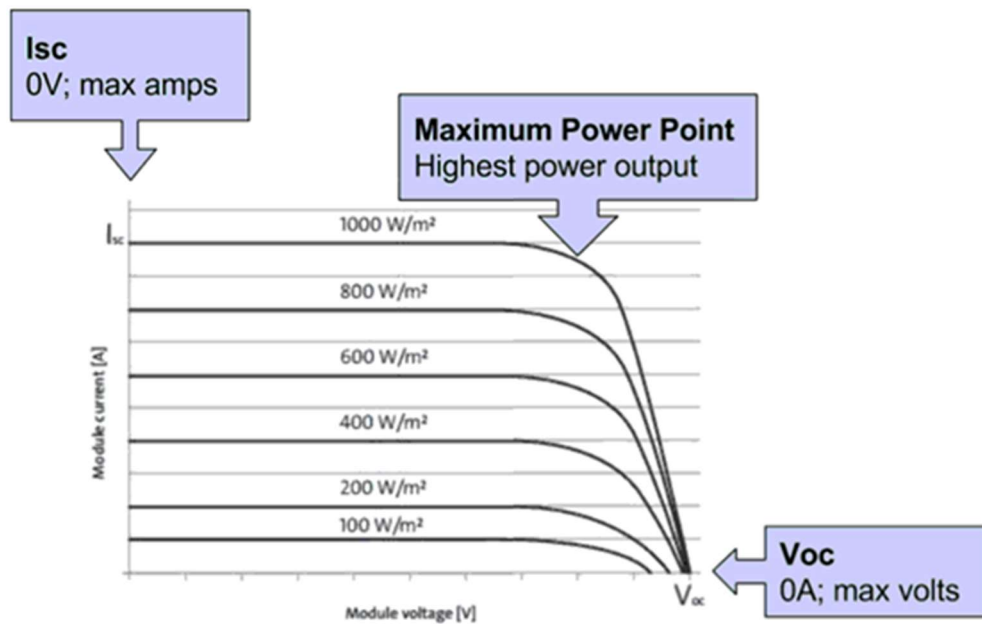 Isc
0V; max amps
Maximum Power Point
Highest power output
Isc
1000 W/m²
800 W/m²
600 W/m²
400 W/m²
200 W/m²
100 W/m²
Module current [A]
Module voltage [V]
Voc
Voc
0A; max volts